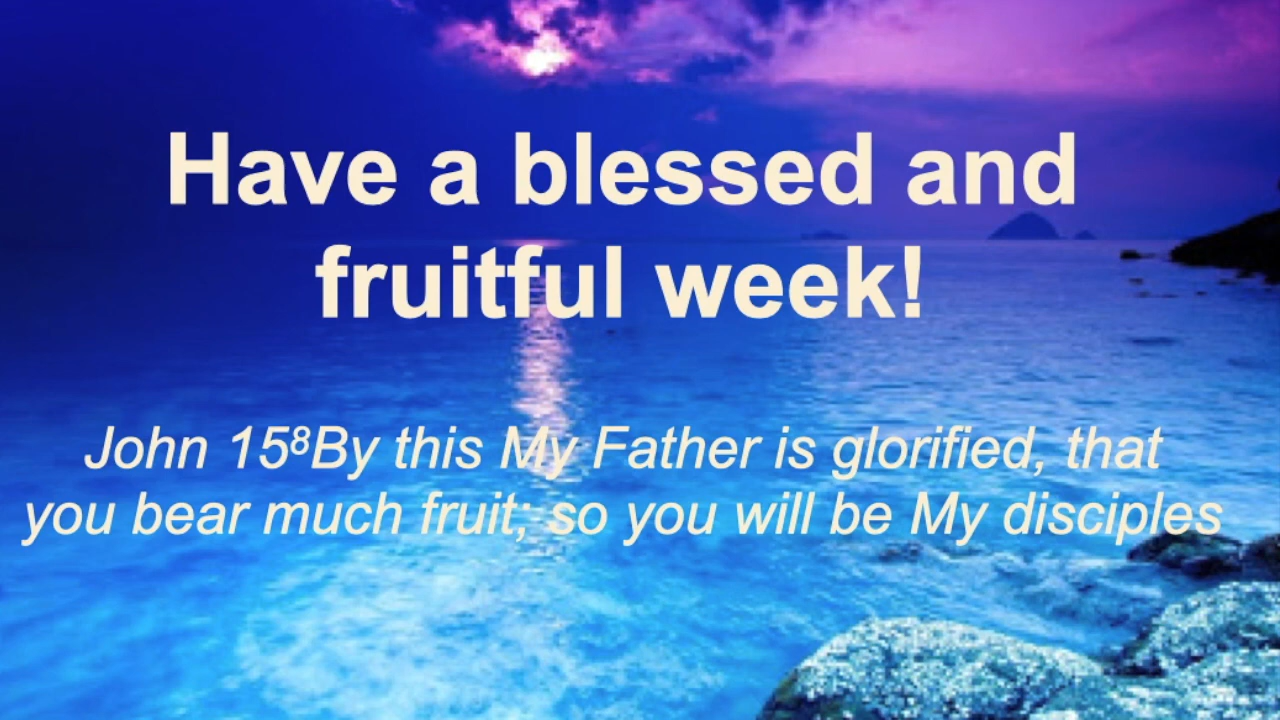 Have a blessed and
fruitful week!
John 15⁸By this My Father is glorified, that
you bear much fruit; so you will be My disciples